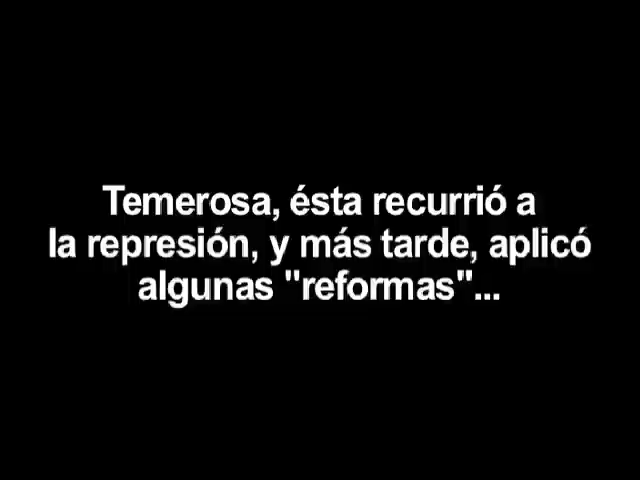 Temerosa, ésta recurrió a
la represión, y más tarde, aplicó
algunas "reformas"...